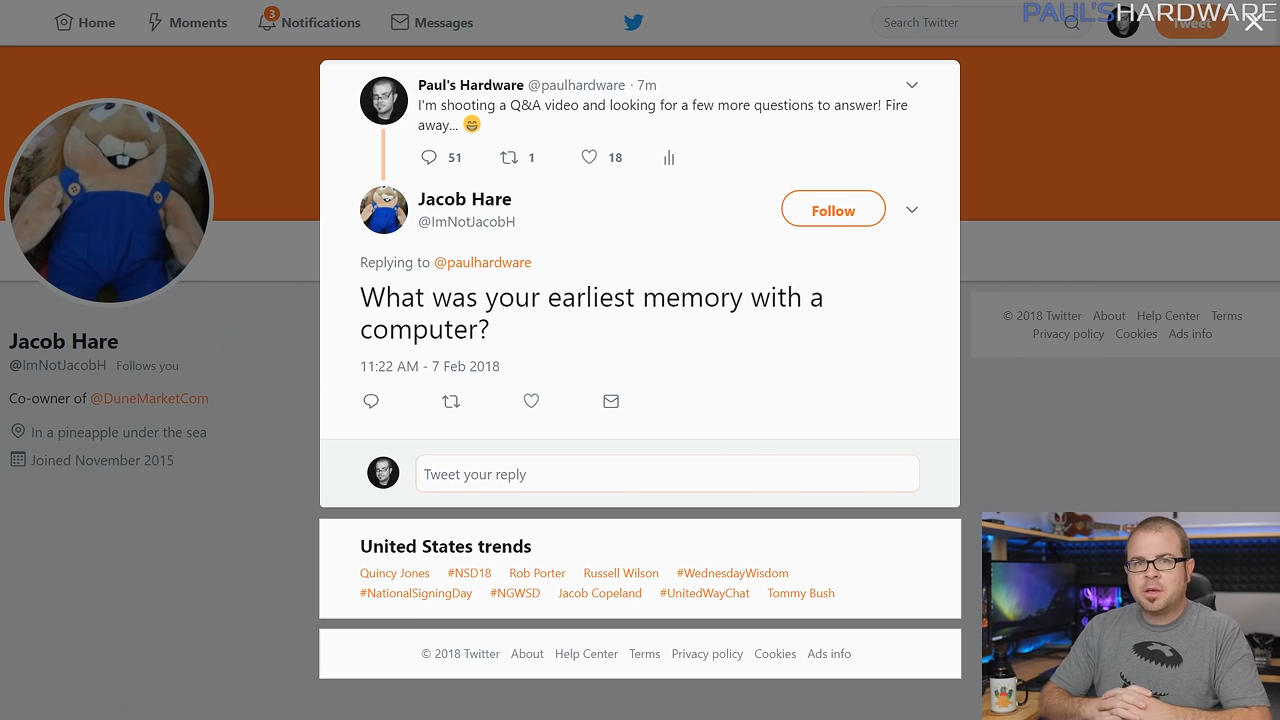 Home
Moments
3
Notifications
Messages
Search Twitter
PAUL'SHARDWARE
Tweet
Paul's Hardware @paulhardware · 7m
I'm shooting a Q&A video and looking for a few more questions to answer! Fire
away... 😄
51
1
18
Jacob Hare
@ImNotJacobH
Follow
Replying to @paulhardware
What was your earliest memory with a
computer?
11:22 AM - 7 Feb 2018
Tweet your reply
Jacob Hare
@ImNotJacobH Follows you
Co-owner of @DuneMarketCom
In a pineapple under the sea
Joined November 2015
© 2018 Twitter About Help Center Terms
Privacy policy Cookies Ads info
United States trends
Quincy Jones #NSD18 Rob Porter Russell Wilson #WednesdayWisdom
#NationalSigningDay #NGWSD Jacob Copeland #UnitedWayChat Tommy Bush
© 2018 Twitter About Help Center Terms Privacy policy Cookies Ads info